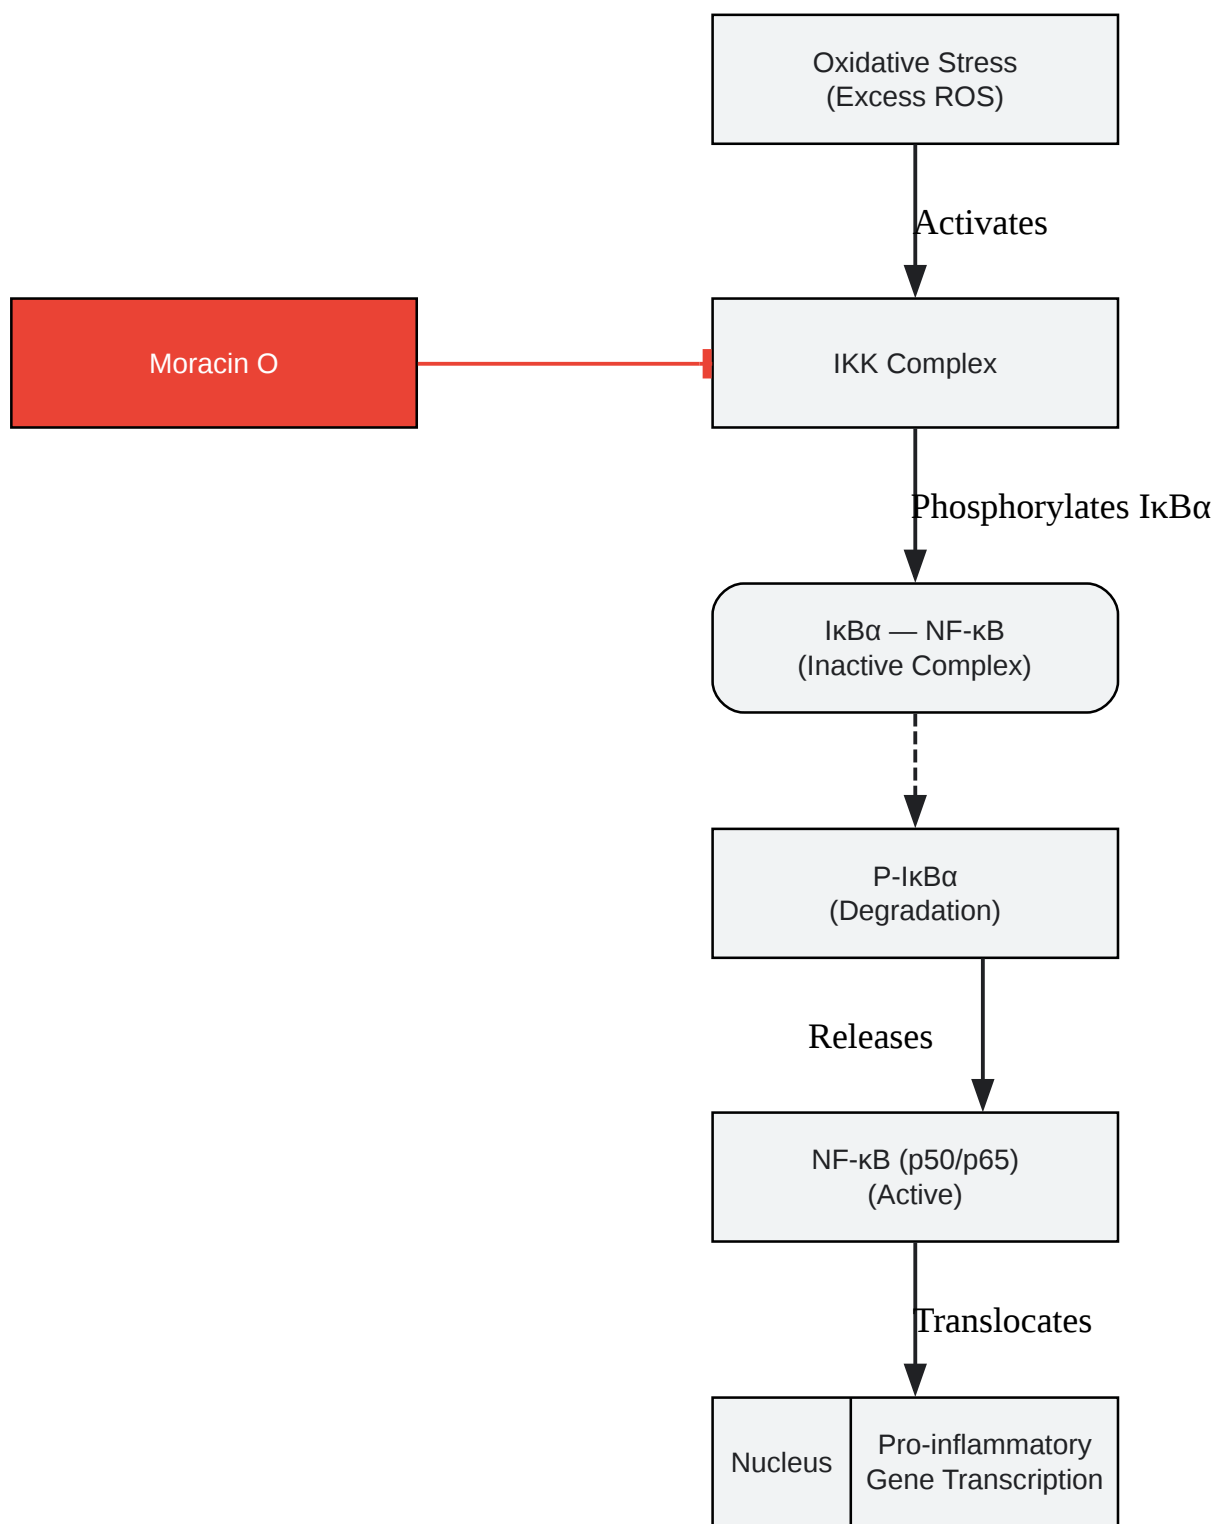 Oxidative Stress
(Excess ROS)
Activates
Moracin O
IKK Complex
Phosphorylates IκBα
IκBα — NF-κB
(Inactive Complex)
P-IκBα
(Degradation)
Releases
NF-κB (p50/p65)
(Active)
Translocates
Nucleus
Pro-inflammatory
Gene Transcription